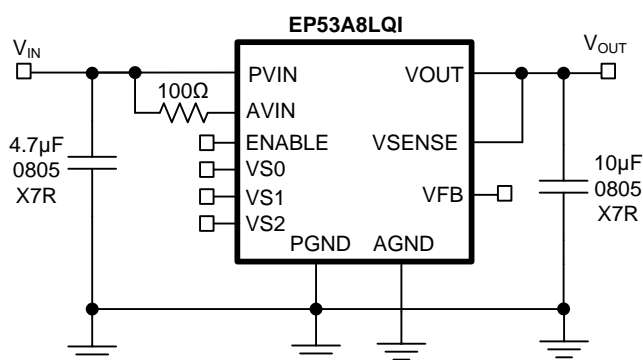 EP53A8LQI
VIN
VOUT
PVIN
VOUT
100Ω
AVIN
4.7µF
0805
X7R
ENABLE
VSENSE
VS0
10µF
0805
X7R
VS1
VFB
VS2
PGND
AGND